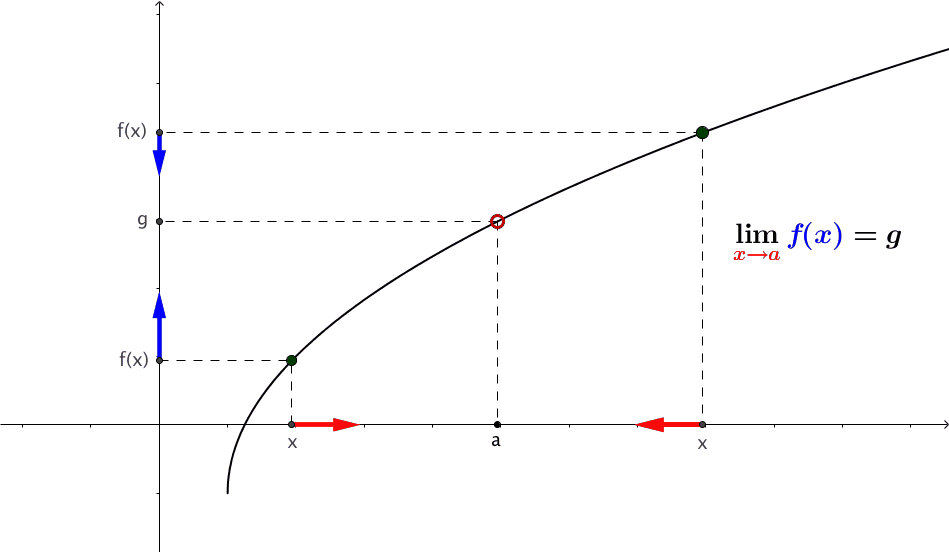 f(x)
g
lim f(x) = g
x→a
f(x)
x
a
x